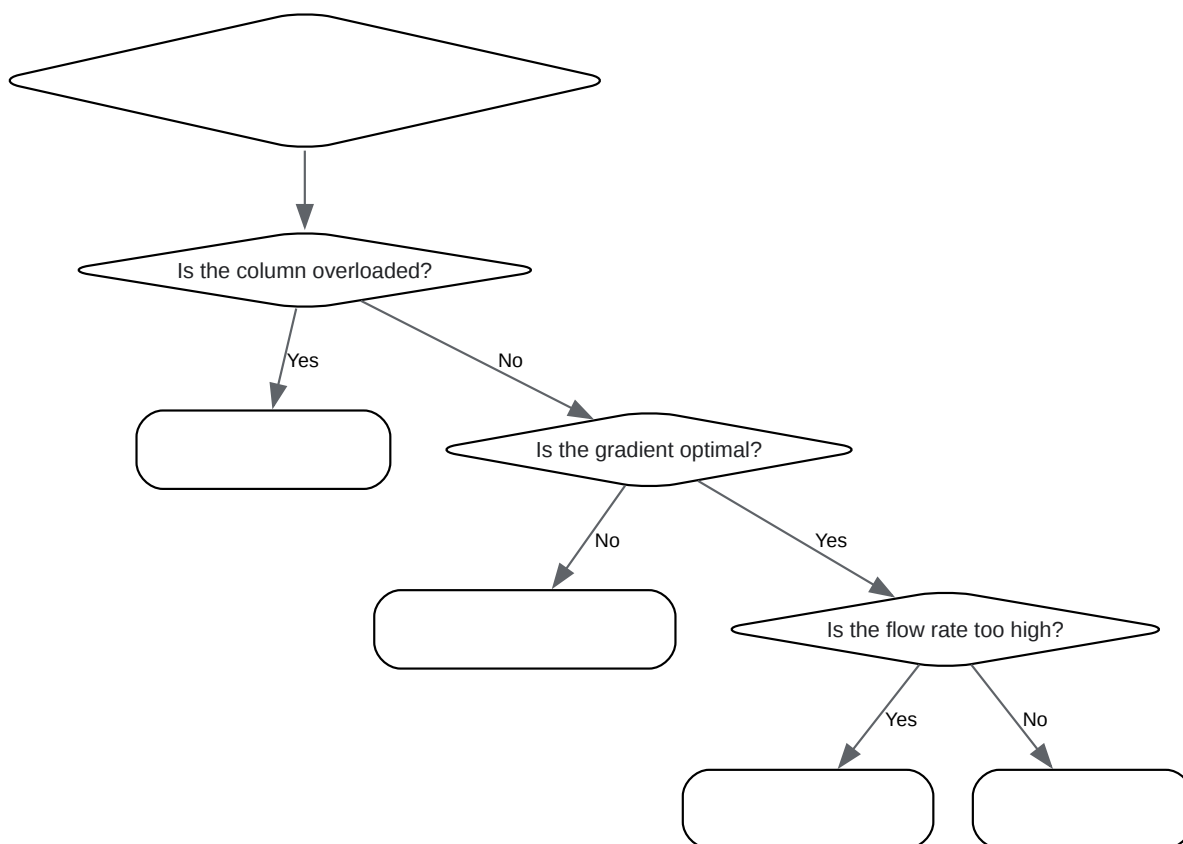 Is the column overloaded?
Yes
No
Is the gradient optimal?
No
Yes
Is the flow rate too high?
Yes
No